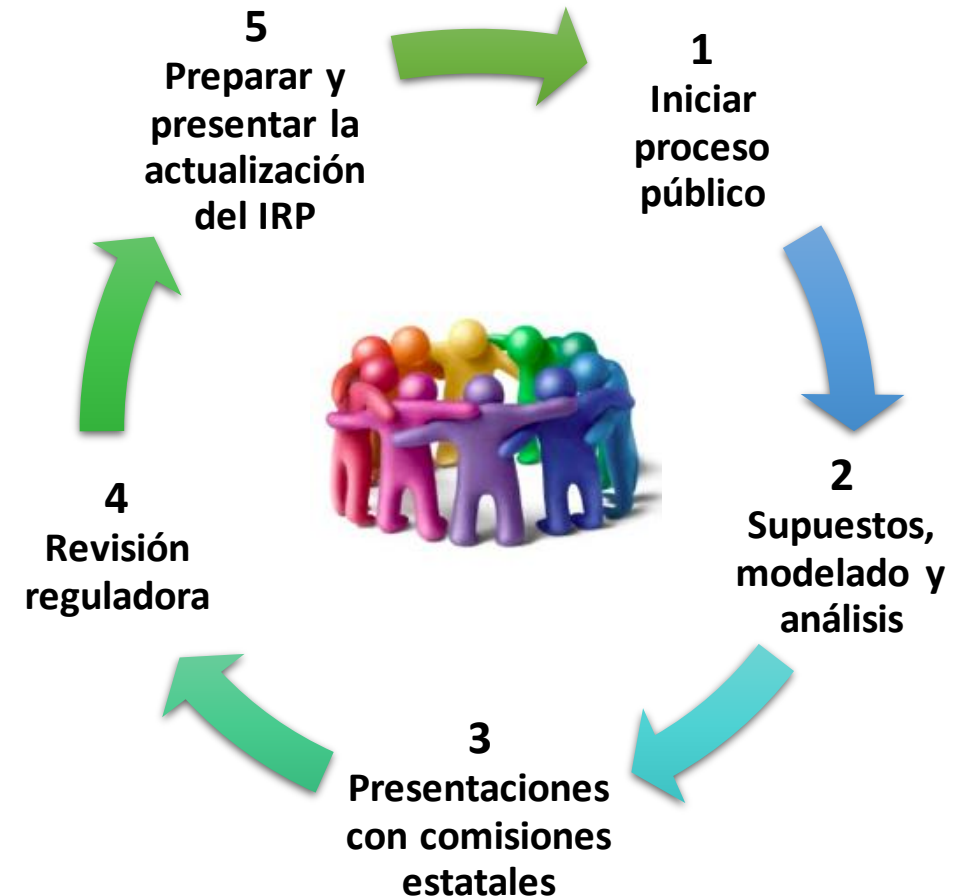 1
Iniciar
proceso
público
2
Supuestos,
modelado y
análisis
3
Presentaciones
con comisiones
estatales
4
Revisión
reguladora
5
Preparar y
presentar la
actualización
del IRP